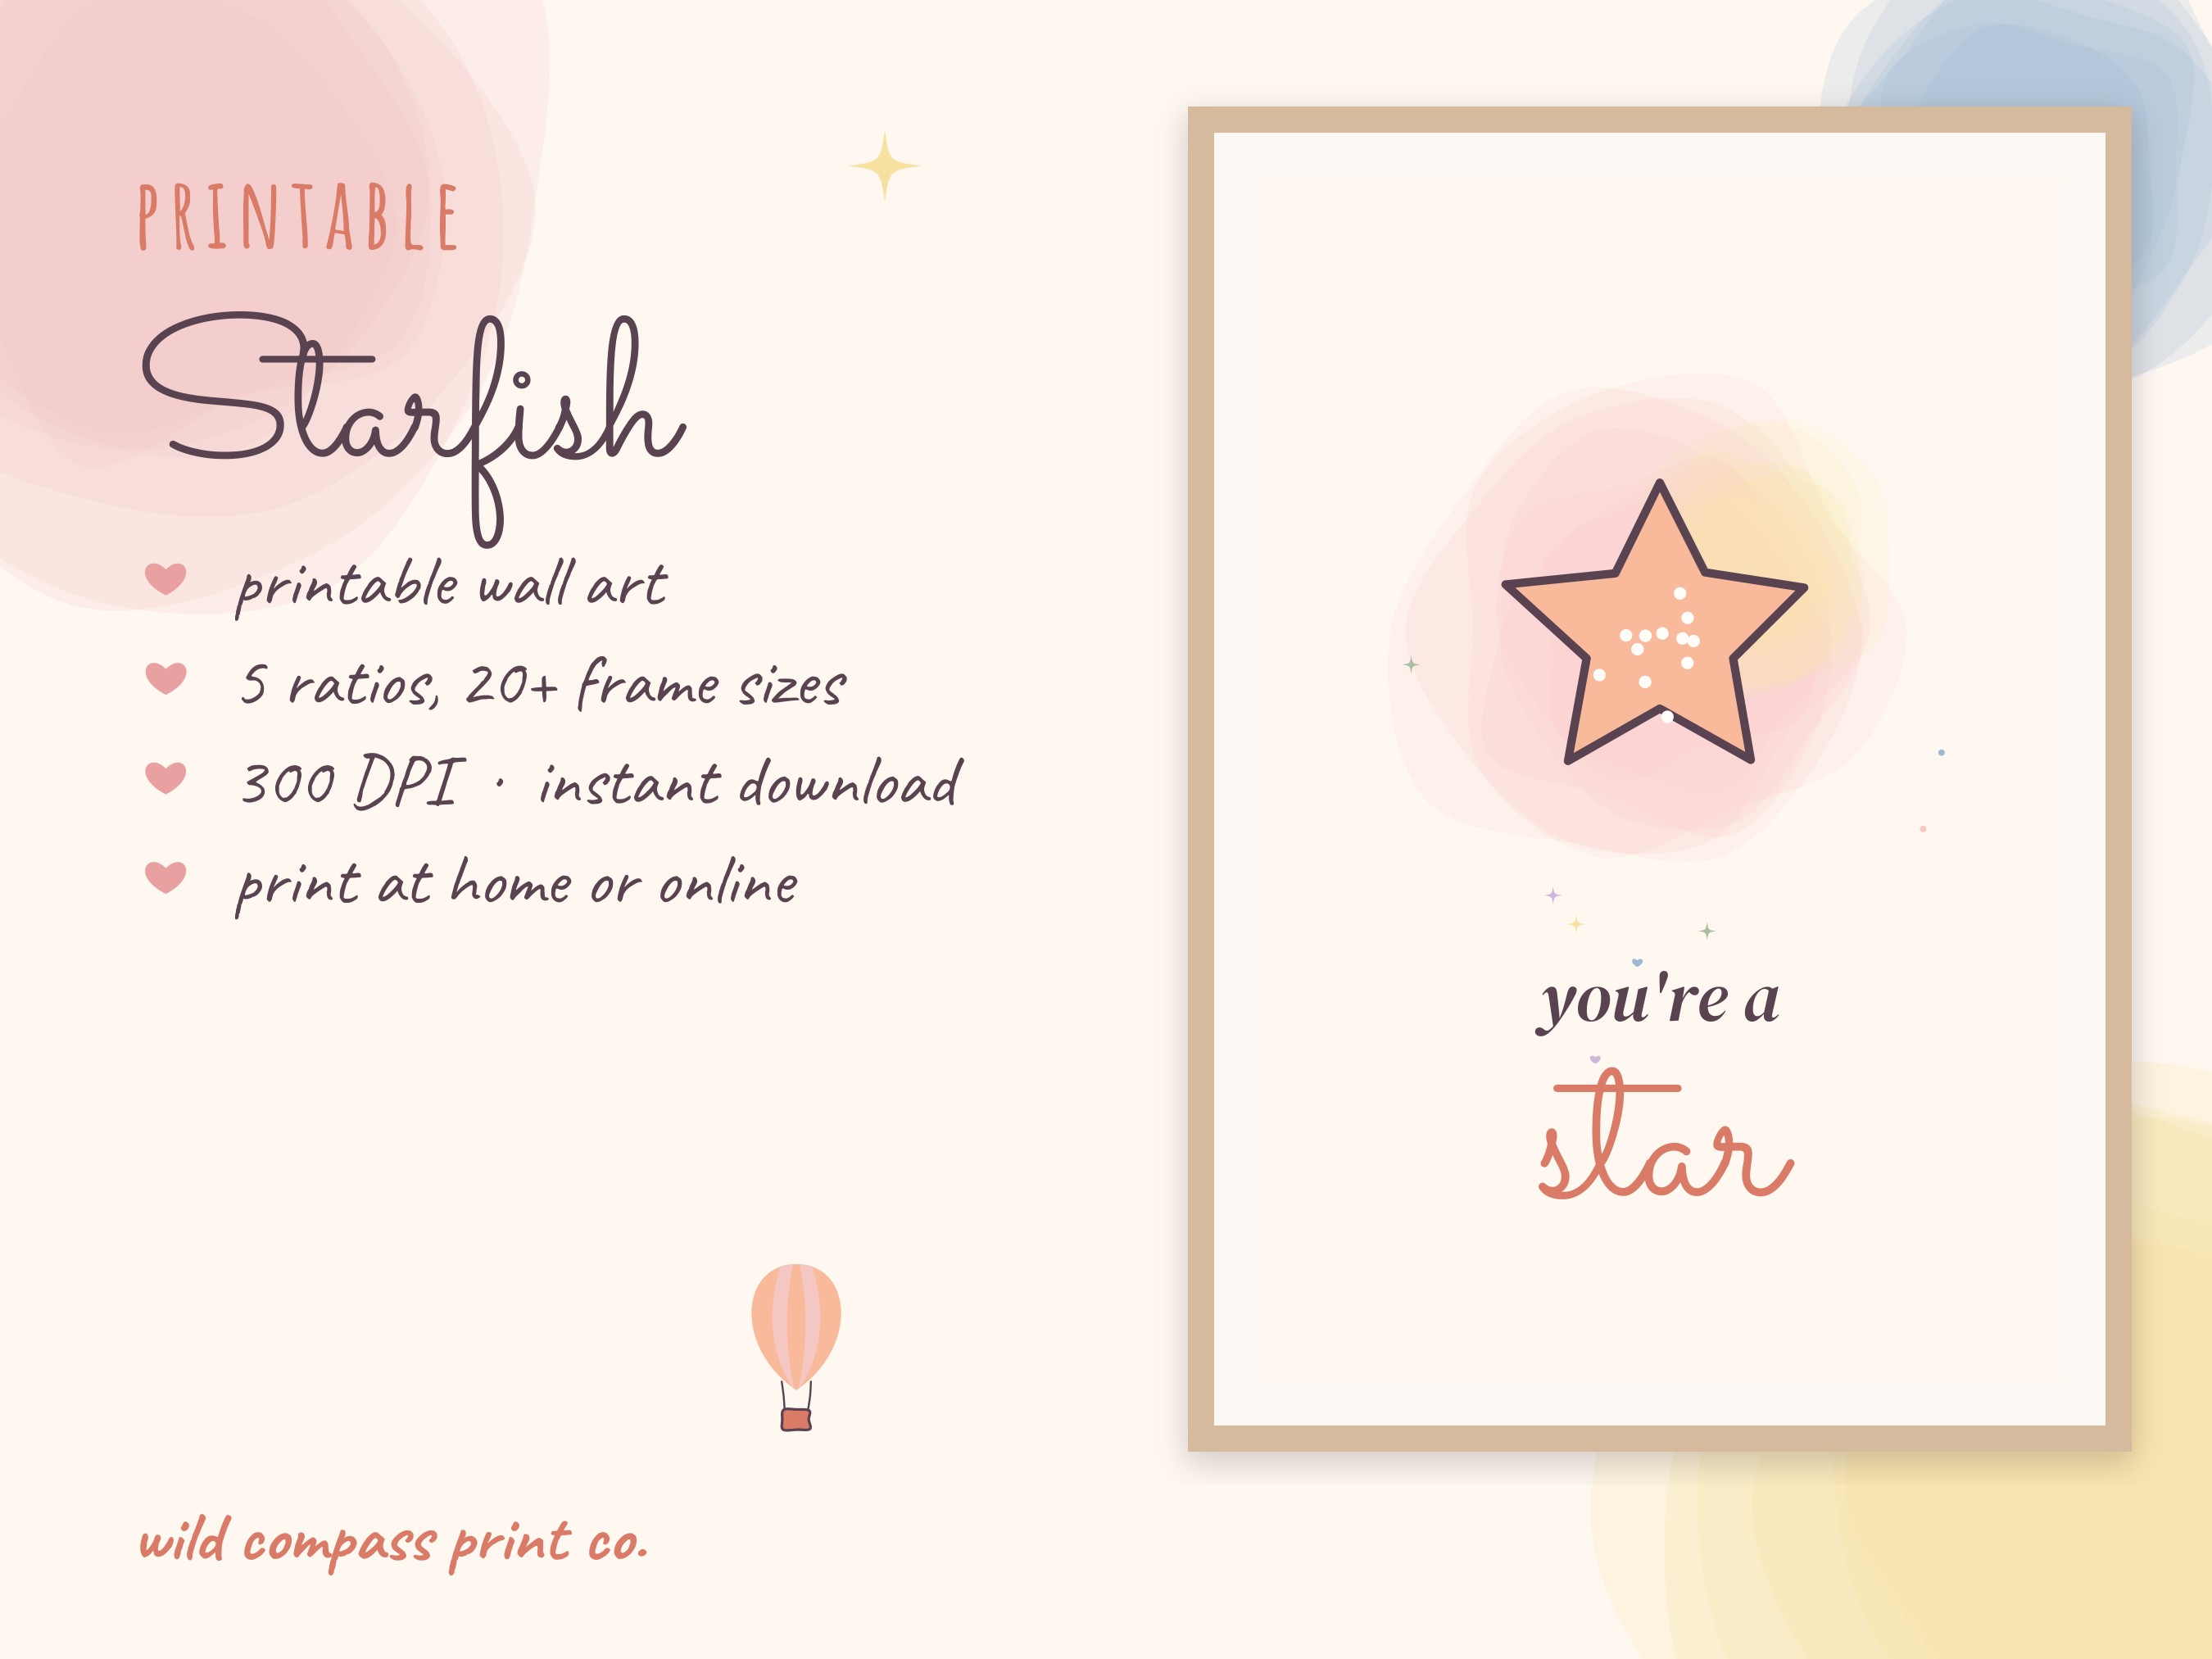 PRINTABLE
Starfish
printable wall art
5 ratios, 20+ frame sizes
300 DPI · instant download
print at home or online
wild compass print co.
you're a
star